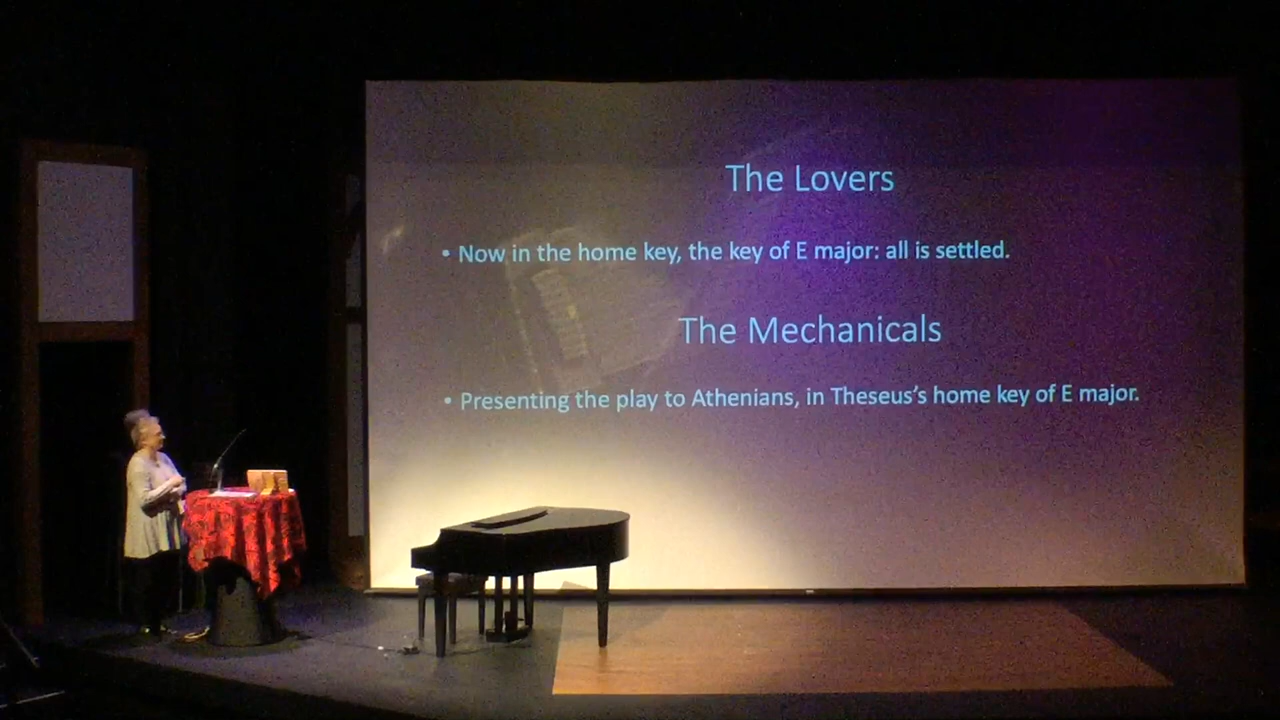 The Lovers
• Now in the home key, the key of E major: all is settled.
The Mechanicals
• Presenting the play to Athenians, in Theseus's home key of E major.